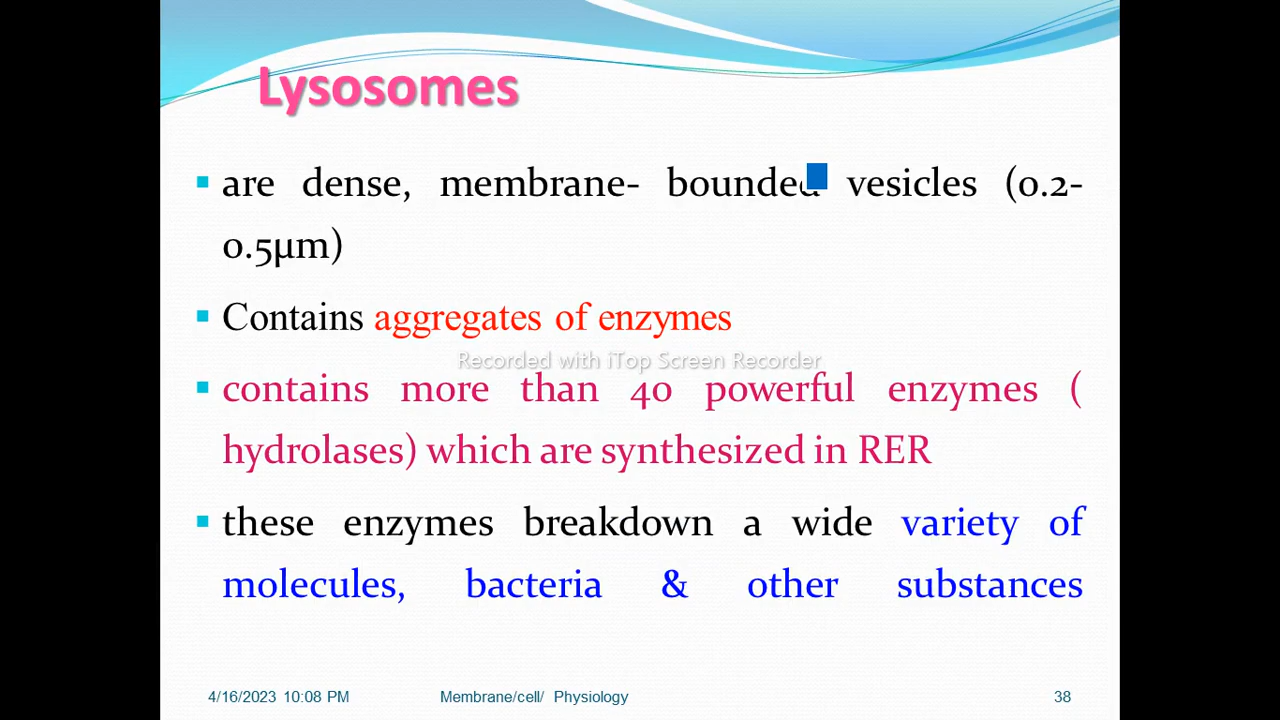 Lysosomes
▪ are dense, membrane- bounded vesicles (0.2-
0.5µm)
▪ Contains aggregates of enzymes
Recorded with iTop Screen Recorder
▪ contains more than 40 powerful enzymes (
hydrolases) which are synthesized in RER
▪ these enzymes breakdown a wide variety of
molecules, bacteria & other substances
4/16/2023 10:08 PM Membrane/cell/ Physiology 38